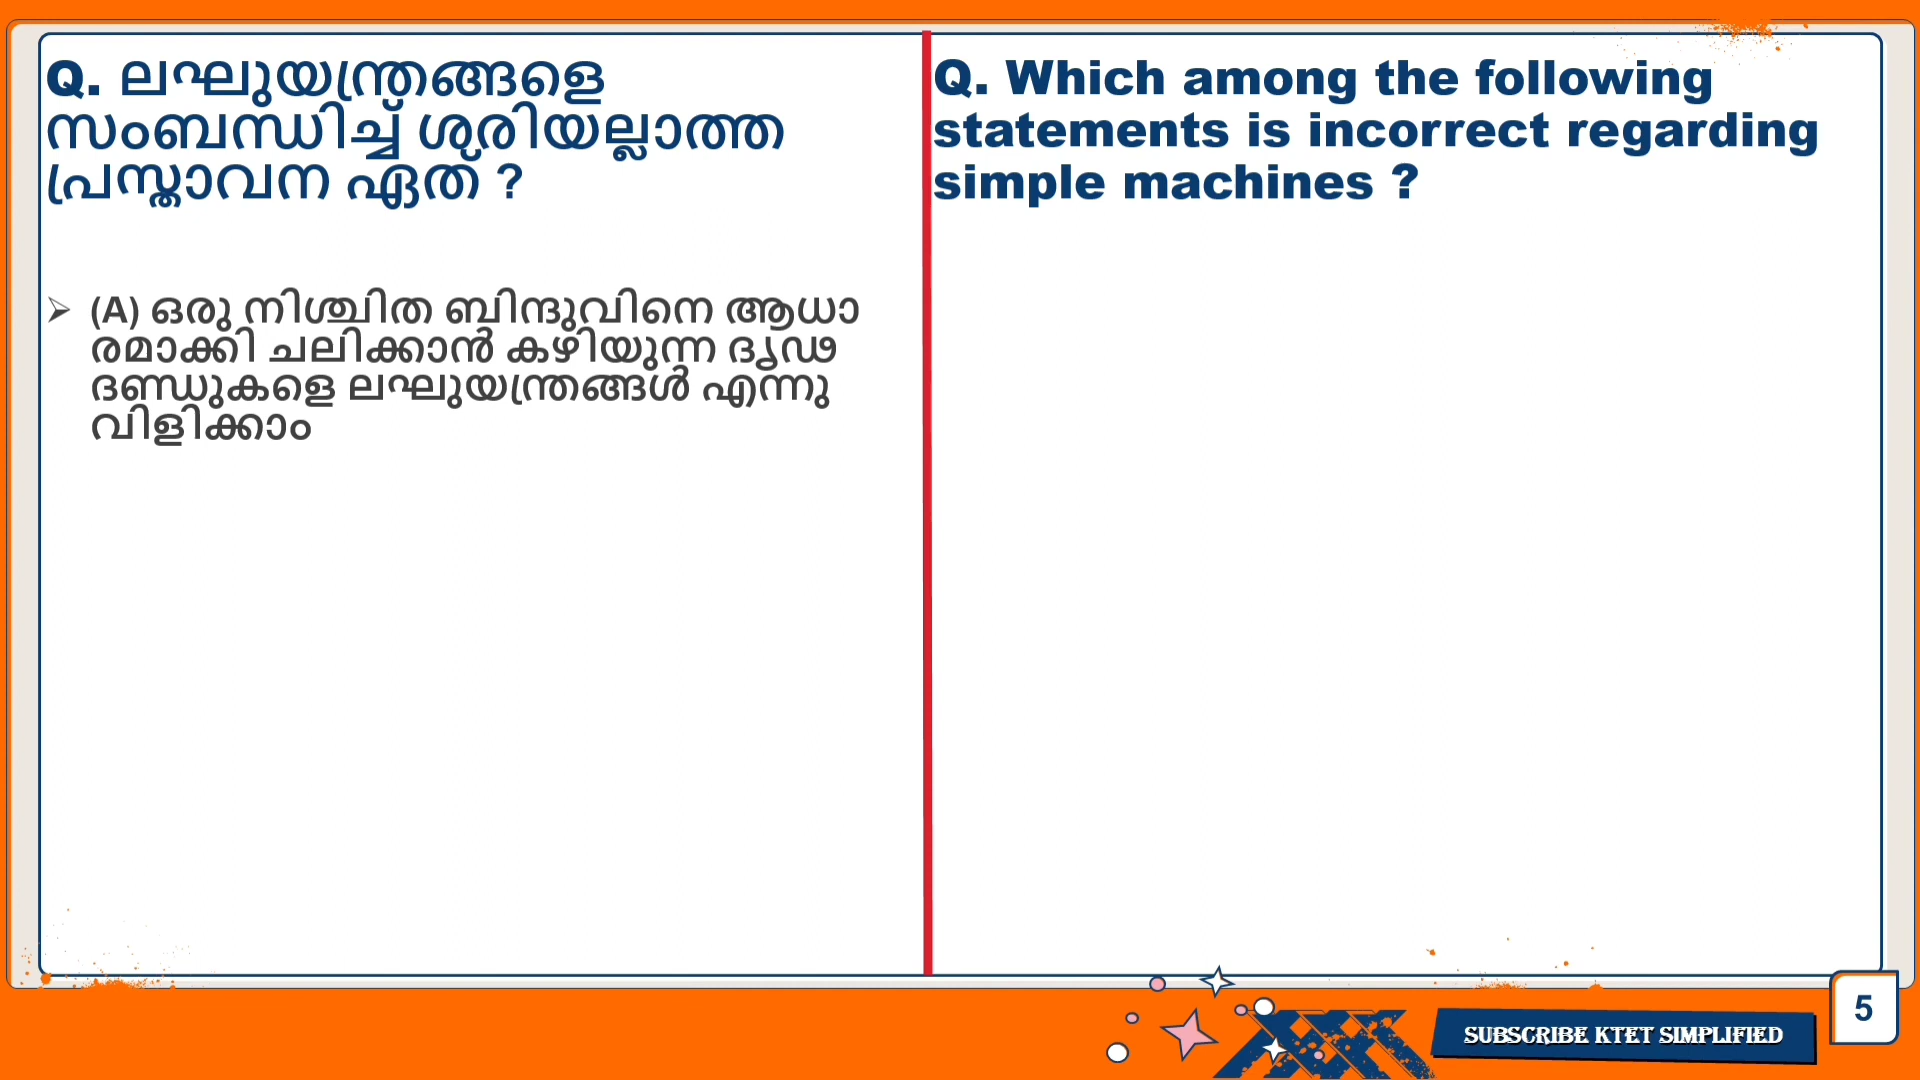 Q. ലഘുയന്ത്രങ്ങളെ
സംബന്ധിച്ച് ശരിയല്ലാത്ത
പ്രസ്താവന ഏത് ?
(A) ഒരു നിശ്ചിത ബിന്ദുവിനെ ആധാ
രമാക്കി ചലിക്കാൻ കഴിയുന്ന ദൃഢ
ദണ്ഡുകളെ ലഘുയന്ത്രങ്ങൾ എന്നു
വിളിക്കാം
Q. Which among the following
statements is incorrect regarding
simple machines ?
SUBSCRIBE KTET SIMPLIFIED
5